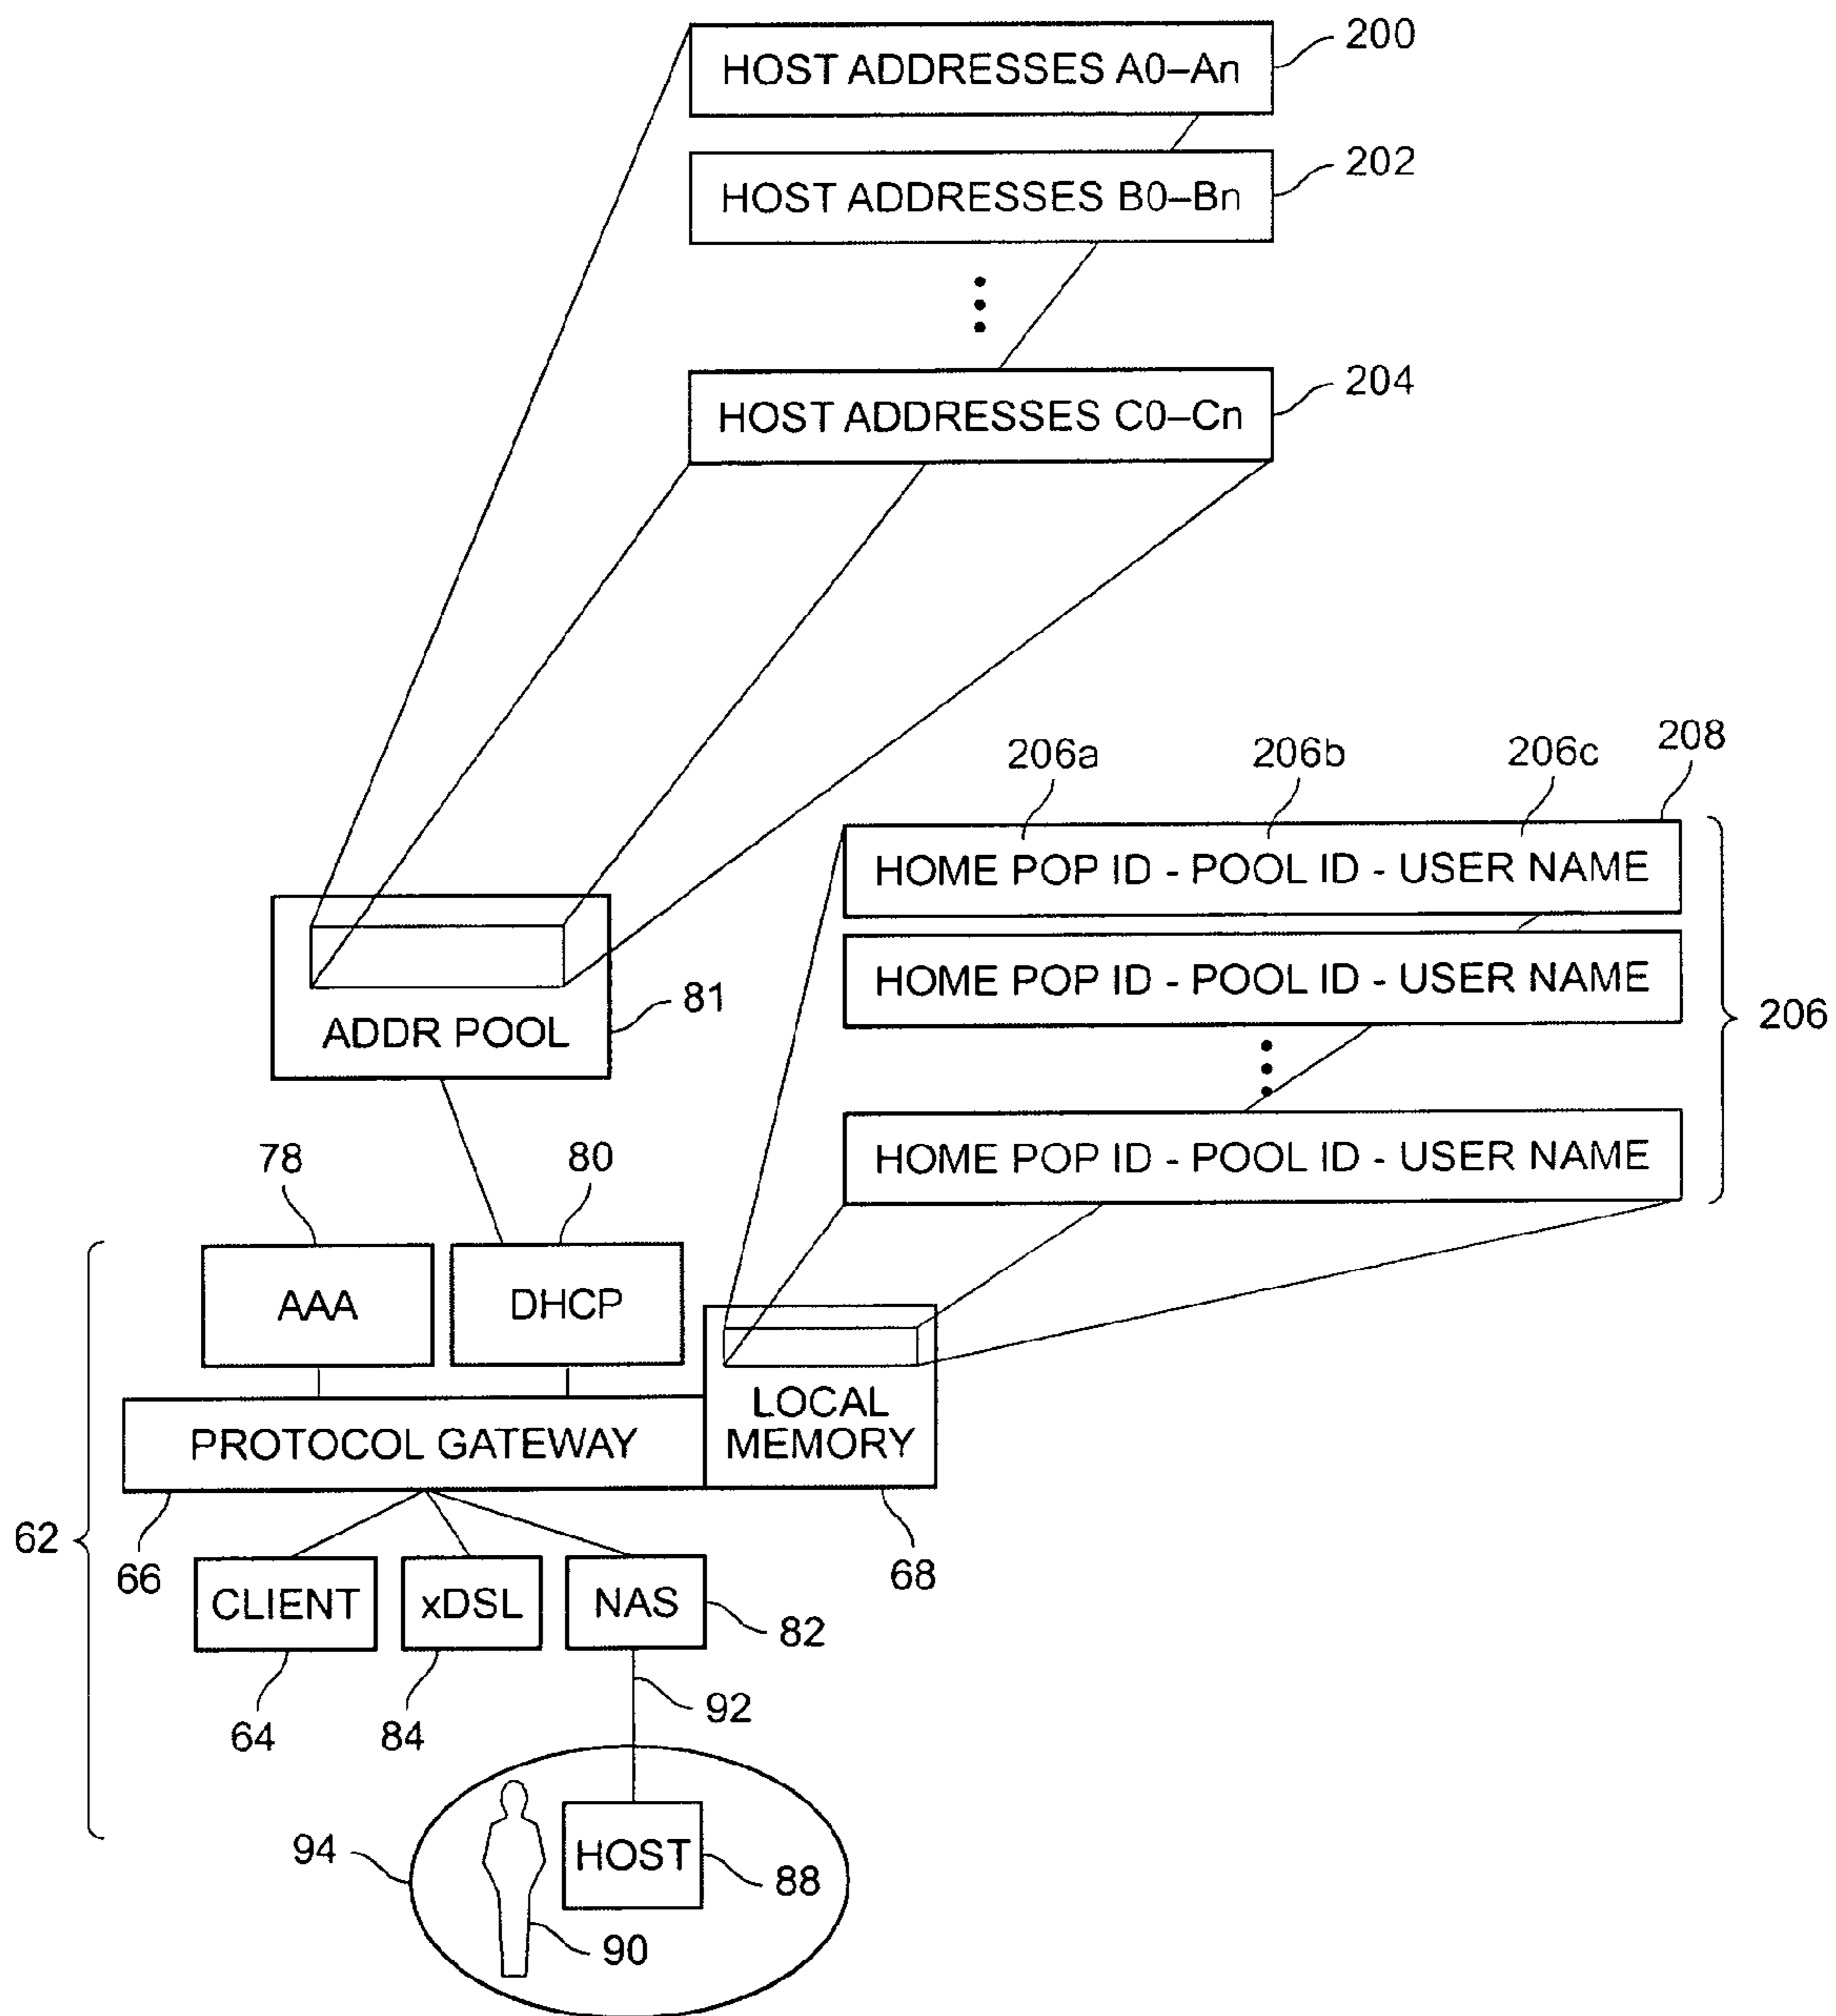 HOST ADDRESSES A0–An
200
HOST ADDRESSES B0–Bn
202
HOST ADDRESSES C0–Cn
204
206a
206b
206c
208
HOME POP ID - POOL ID - USER NAME
HOME POP ID - POOL ID - USER NAME
HOME POP ID - POOL ID - USER NAME
206
ADDR POOL
81
78
80
AAA
DHCP
PROTOCOL GATEWAY
LOCAL
MEMORY
62
66
68
CLIENT
xDSL
NAS
82
64
84
92
94
HOST
88
90